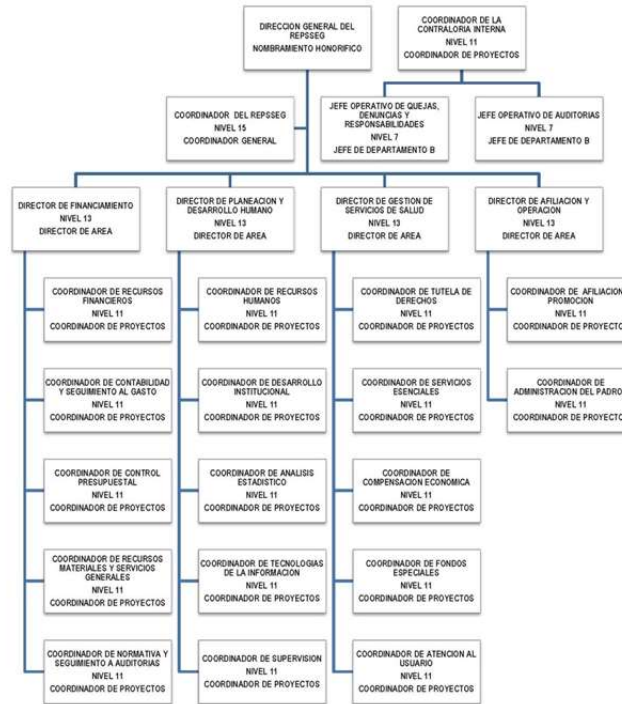 DIRECCION GENERAL DEL
REPSSEG
NOMBRAMIENTO HONORIFICO
COORDINADOR DE LA
CONTRALORIA INTERNA
NIVEL 11
COORDINADOR DE PROYECTOS
COORDINADOR DEL REPSSEG
NIVEL 15
COORDINADOR GENERAL
JEFE OPERATIVO DE QUEJAS,
DENUNCIAS Y
RESPONSABILIDADES
NIVEL 7
JEFE DE DEPARTAMENTO B
JEFE OPERATIVO DE AUDITORIAS
NIVEL 7
JEFE DE DEPARTAMENTO B
DIRECTOR DE FINANCIAMIENTO
NIVEL 13
DIRECTOR DE AREA
DIRECTOR DE PLANEACION Y
DESARROLLO HUMANO
NIVEL 13
DIRECTOR DE AREA
DIRECTOR DE GESTION DE
SERVICIOS DE SALUD
NIVEL 13
DIRECTOR DE AREA
DIRECTOR DE AFILIACION Y
OPERACION
NIVEL 13
DIRECTOR DE AREA
COORDINADOR DE RECURSOS
FINANCIEROS
NIVEL 11
COORDINADOR DE PROYECTOS
COORDINADOR DE RECURSOS
HUMANOS
NIVEL 11
COORDINADOR DE PROYECTOS
COORDINADOR DE TUTELA DE
DERECHOS
NIVEL 11
COORDINADOR DE PROYECTOS
COORDINADOR DE AFILIACION
PROMOCION
NIVEL 11
COORDINADOR DE PROYECTO
COORDINADOR DE CONTABILIDAD
Y SEGUIMIENTO AL GASTO
NIVEL 11
COORDINADOR DE PROYECTOS
COORDINADOR DE DESARROLLO
INSTITUCIONAL
NIVEL 11
COORDINADOR DE PROYECTOS
COORDINADOR DE SERVICIOS
ESENCIALES
NIVEL 11
COORDINADOR DE PROYECTOS
COORDINADOR DE
ADMINISTRACION DEL PADRO
NIVEL 11
COORDINADOR DE PROYECTO
COORDINADOR DE CONTROL
PRESUPUESTAL
NIVEL 11
COORDINADOR DE PROYECTOS
COORDINADOR DE ANALISIS
ESTADISTICO
NIVEL 11
COORDINADOR DE PROYECTOS
COORDINADOR DE
COMPENSACION ECONOMICA
NIVEL 11
COORDINADOR DE PROYECTOS
COORDINADOR DE RECURSOS
MATERIALES Y SERVICIOS
GENERALES
NIVEL 11
COORDINADOR DE PROYECTOS
COORDINADOR DE TECNOLOGIAS
DE LA INFORMACION
NIVEL 11
COORDINADOR DE PROYECTOS
COORDINADOR DE FONDOS
ESPECIALES
NIVEL 11
COORDINADOR DE PROYECTOS
COORDINADOR DE NORMATIVA Y
SEGUIMIENTO A AUDITORIAS
NIVEL 11
COORDINADOR DE PROYECTOS
COORDINADOR DE SUPERVISION
NIVEL 11
COORDINADOR DE PROYECTOS
COORDINADOR DE ATENCION AL
USUARIO
NIVEL 11
COORDINADOR DE PROYECTOS